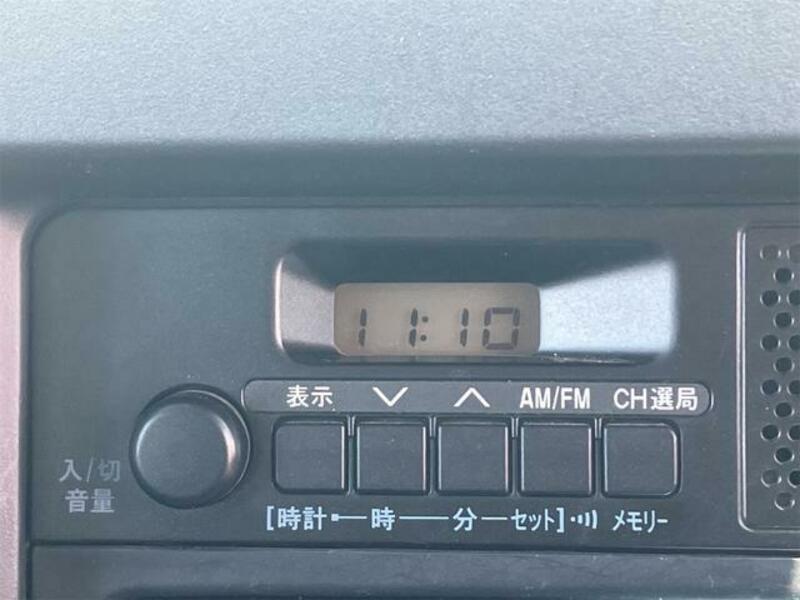 11:10
表示 ∨ ∧ AM/FM CH選局
入/切
音量
[時計 時 分 セット] メモリー